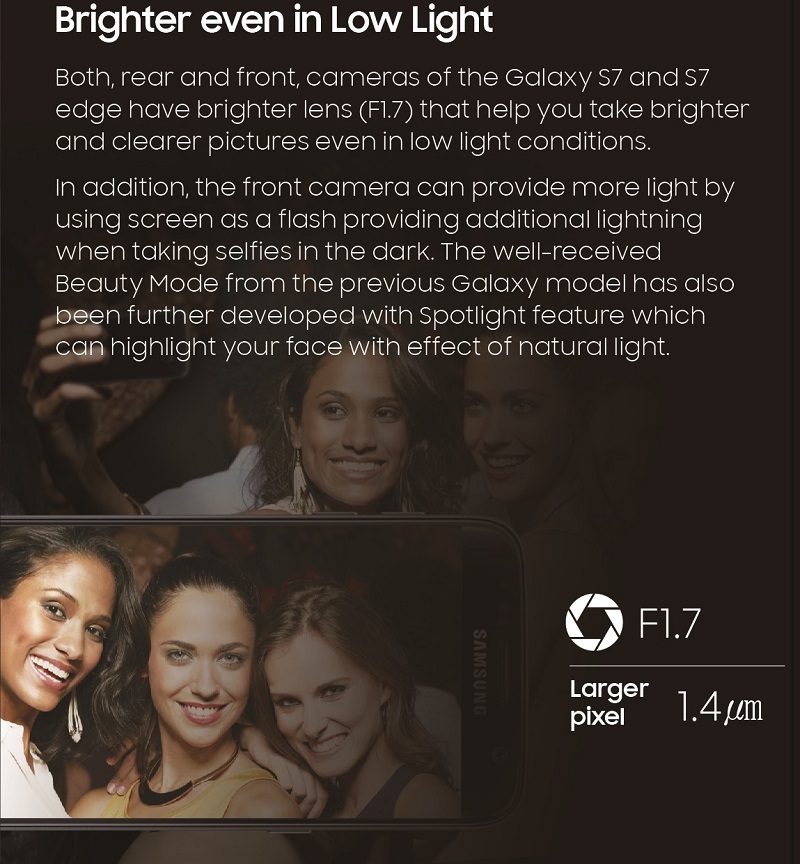 Brighter even in Low Light
Both, rear and front, cameras of the Galaxy S7 and S7
edge have brighter lens (F1.7) that help you take brighter
and clearer pictures even in low light conditions.
In addition, the front camera can provide more light by
using screen as a flash providing additional lightning
when taking selfies in the dark. The well-received
Beauty Mode from the previous Galaxy model has also
been further developed with Spotlight feature which
can highlight your face with effect of natural light.
SAMSUNG
F1.7
Larger
pixel
1.4㎛